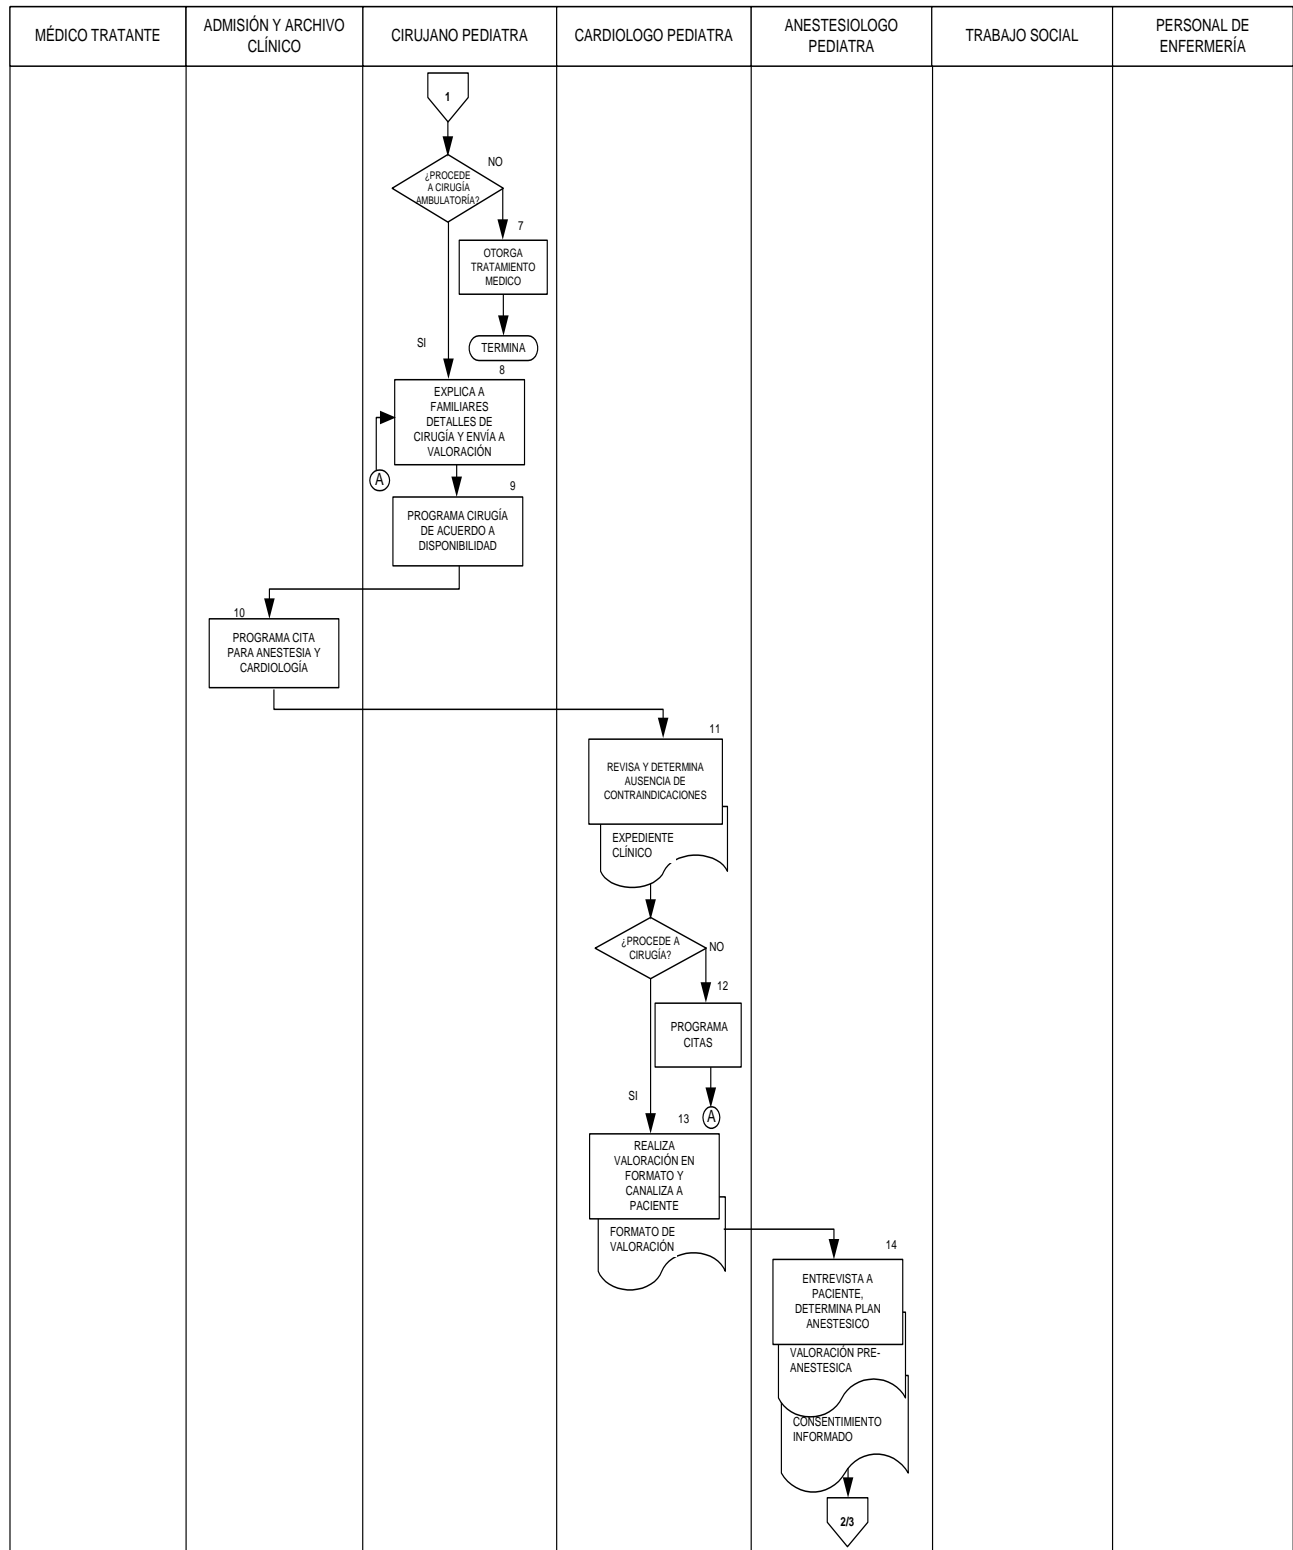 MÉDICO TRATANTE
ADMISIÓN Y ARCHIVO
CLÍNICO
CIRUJANO PEDIATRA
CARDIOLOGO PEDIATRA
ANESTESIOLOGO
PEDIATRA
TRABAJO SOCIAL
PERSONAL DE
ENFERMERÍA
1
¿PROCEDE
A CIRUGÍA
AMBULATORÍA?
NO
7
OTORGA
TRATAMIENTO
MEDICO
TERMINA
SI
8
EXPLICA A
FAMILIARES
DETALLES DE
CIRUGÍA Y ENVÍA A
VALORACIÓN
A
9
PROGRAMA CIRUGÍA
DE ACUERDO A
DISPONIBILIDAD
10
PROGRAMA CITA
PARA ANESTESIA Y
CARDIOLOGÍA
11
REVISA Y DETERMINA
AUSENCIA DE
CONTRAINDICACIONES
EXPEDIENTE
CLÍNICO
¿PROCEDE A
CIRUGÍA?
NO
12
PROGRAMA
CITAS
A
SI
13
REALIZA
VALORACIÓN EN
FORMATO Y
CANALIZA A
PACIENTE
FORMATO DE
VALORACIÓN
14
ENTREVISTA A
PACIENTE,
DETERMINA PLAN
ANESTESICO
VALORACIÓN PRE-
ANESTESICA
CONSENTIMIENTO
INFORMADO
2/3